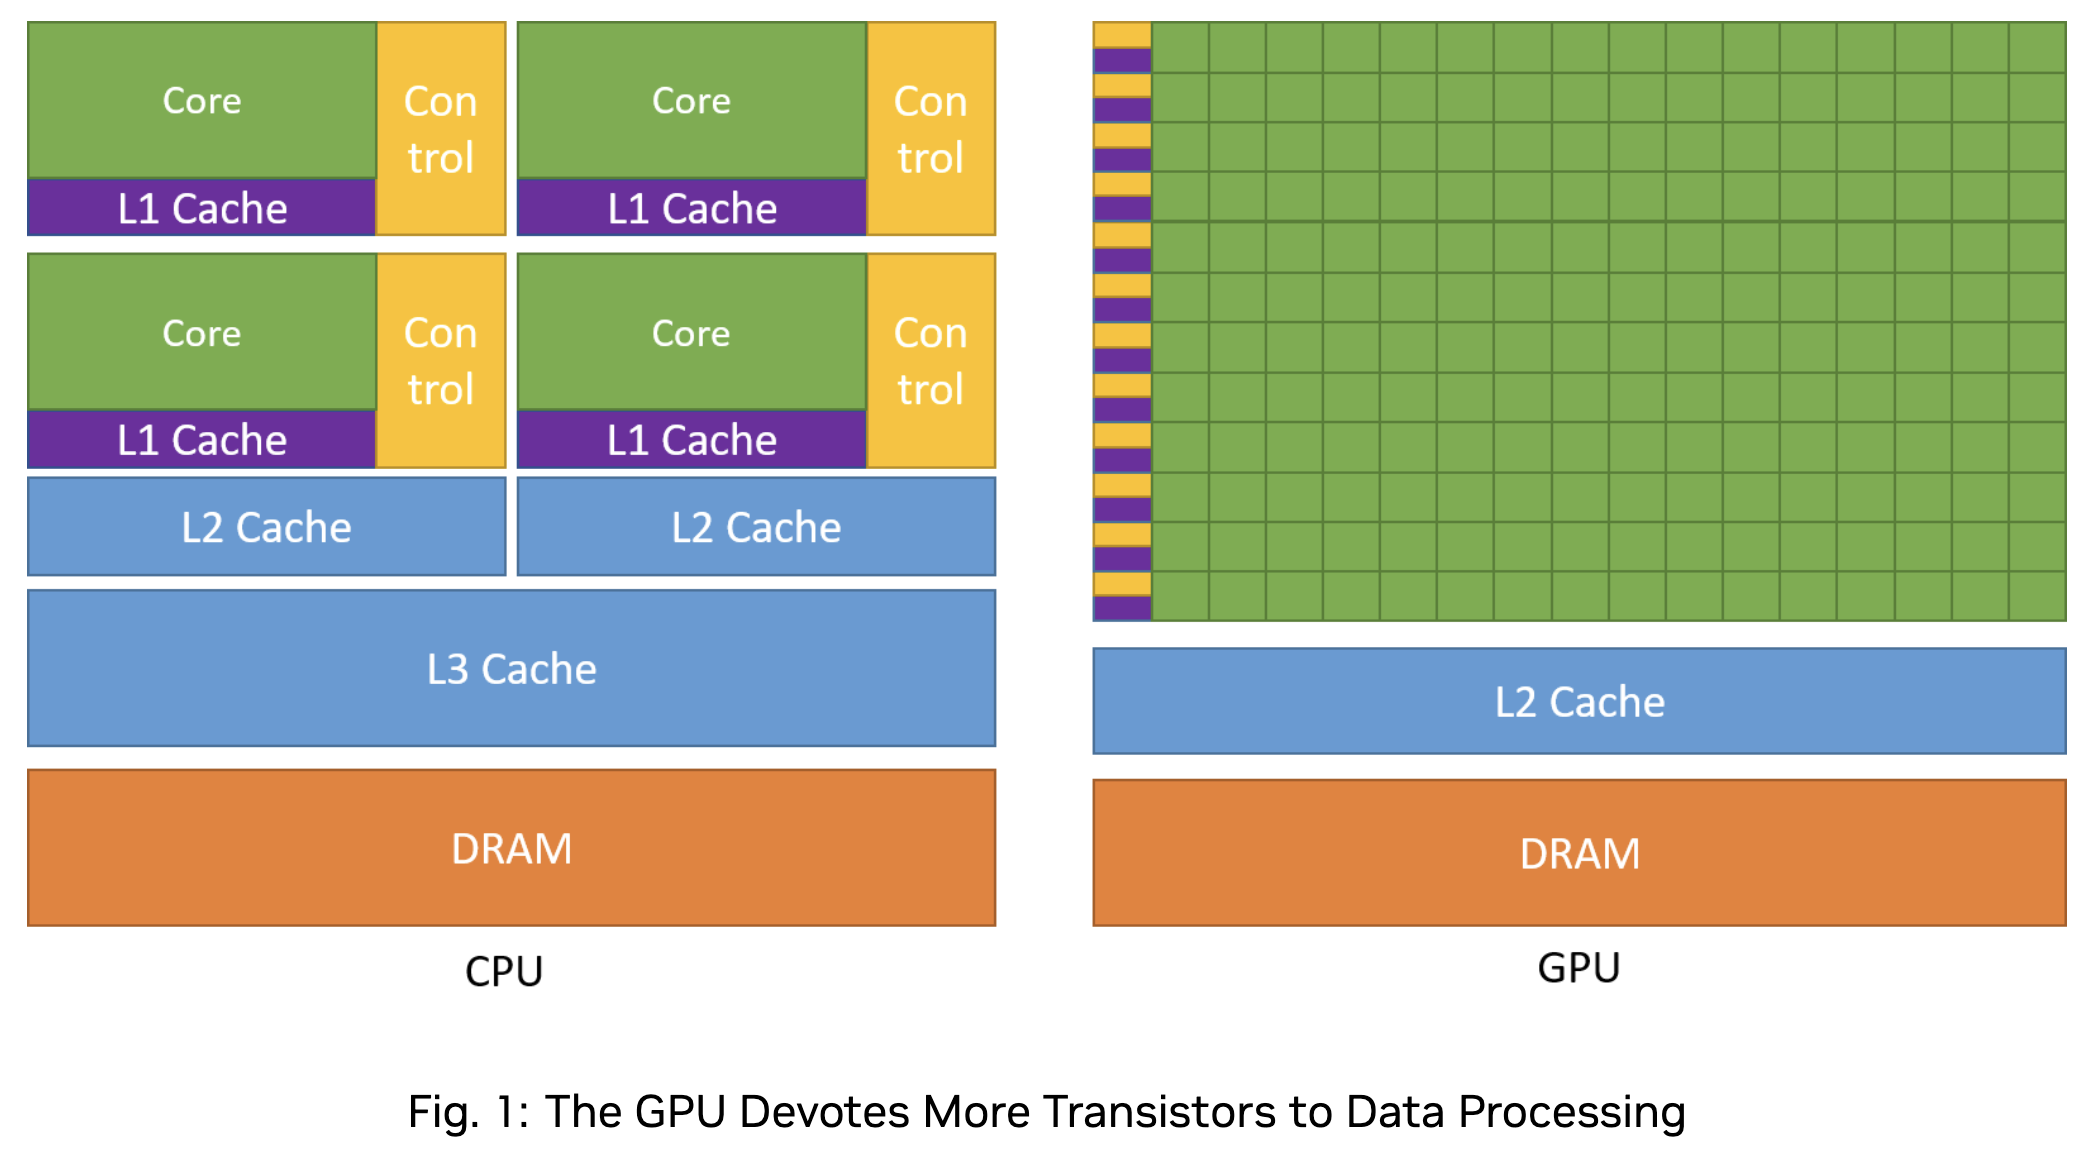 Core
Con
trol
L1 Cache
Core
Con
trol
L1 Cache
Core
Con
trol
L1 Cache
Core
Con
trol
L1 Cache
L2 Cache
L2 Cache
L3 Cache
DRAM
CPU
L2 Cache
DRAM
GPU
Fig. 1: The GPU Devotes More Transistors to Data Processing